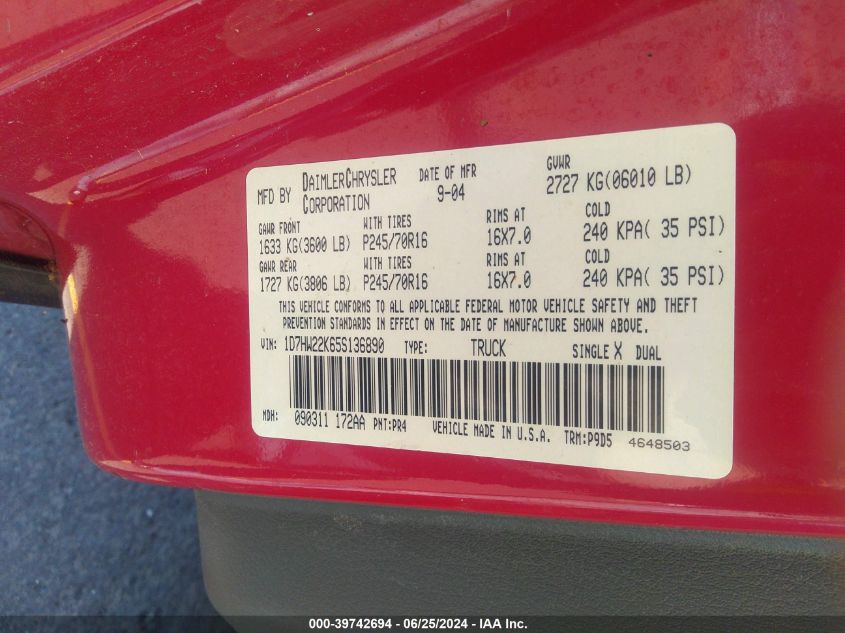 MFD BY DAIMLERCHRYSLER CORPORATION DATE OF MFR 9-04 GVWR 2727 KG(06010 LB)
GAWR FRONT WITH TIRES RIMS AT COLD
1633 KG(3600 LB) P245/70R16 16X7.0 240 KPA( 35 PSI)
GAWR REAR WITH TIRES RIMS AT COLD
1727 KG(3806 LB) P245/70R16 16X7.0 240 KPA( 35 PSI)
THIS VEHICLE CONFORMS TO ALL APPLICABLE FEDERAL MOTOR VEHICLE SAFETY AND THEFT
PREVENTION STANDARDS IN EFFECT ON THE DATE OF MANUFACTURE SHOWN ABOVE.
VIN: 1D7HW22K65S136890 TYPE: TRUCK SINGLE X DUAL
MDH: 090311 172AA PNT:PR4 VEHICLE MADE IN U.S.A. TRM:P9D5 4648503
000-39742694 - 06/25/2024 - IAA Inc.